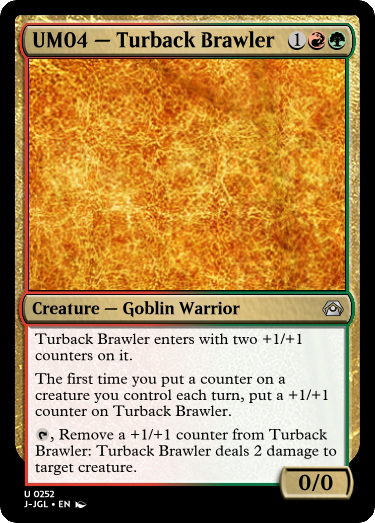 UM04 — Turback Brawler 1
Creature — Goblin Warrior
Turback Brawler enters with two +1/+1
counters on it.
The first time you put a counter on a
creature you control each turn, put a +1/+1
counter on Turback Brawler.
, Remove a +1/+1 counter from Turback
Brawler: Turback Brawler deals 2 damage to
target creature.
0/0
U 0252
J-JGL • EN